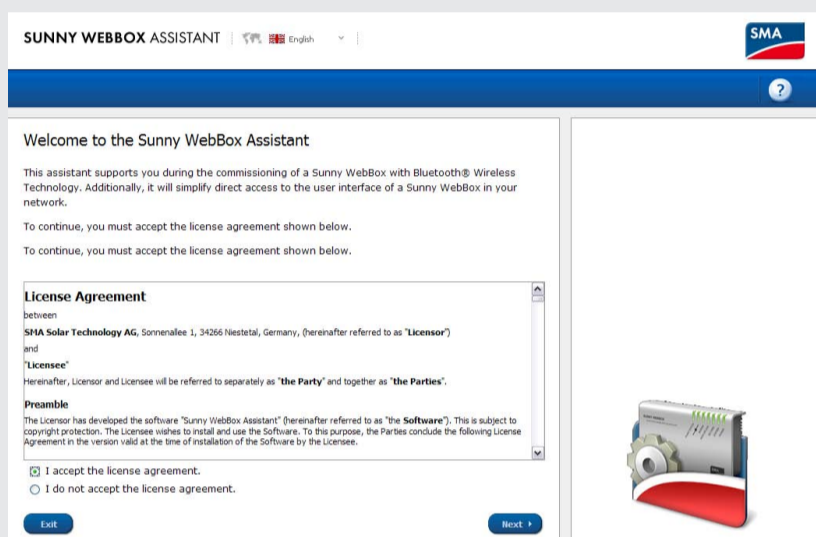 SUNNY WEBBOX ASSISTANT English
SMA
?
Welcome to the Sunny WebBox Assistant
This assistant supports you during the commissioning of a Sunny WebBox with Bluetooth® Wireless
Technology. Additionally, it will simplify direct access to the user interface of a Sunny WebBox in your
network.
To continue, you must accept the license agreement shown below.
To continue, you must accept the license agreement shown below.
License Agreement
between
SMA Solar Technology AG, Sonnenallee 1, 34266 Niestetal, Germany, (hereinafter referred to as "Licensor")
and
"Licensee"
Hereinafter, Licensor and Licensee will be referred to separately as "the Party" and together as "the Parties".
Preamble
The Licensor has developed the software "Sunny WebBox Assistant" (hereinafter referred to as "the Software"). This is subject to
copyright protection. The Licensee wishes to install and use the Software. To this purpose, the Parties conclude the following License
Agreement in the version valid at the time of installation of the Software by the Licensee.
I accept the license agreement.
I do not accept the license agreement.
Exit
Next
SUNNY WEBBOX